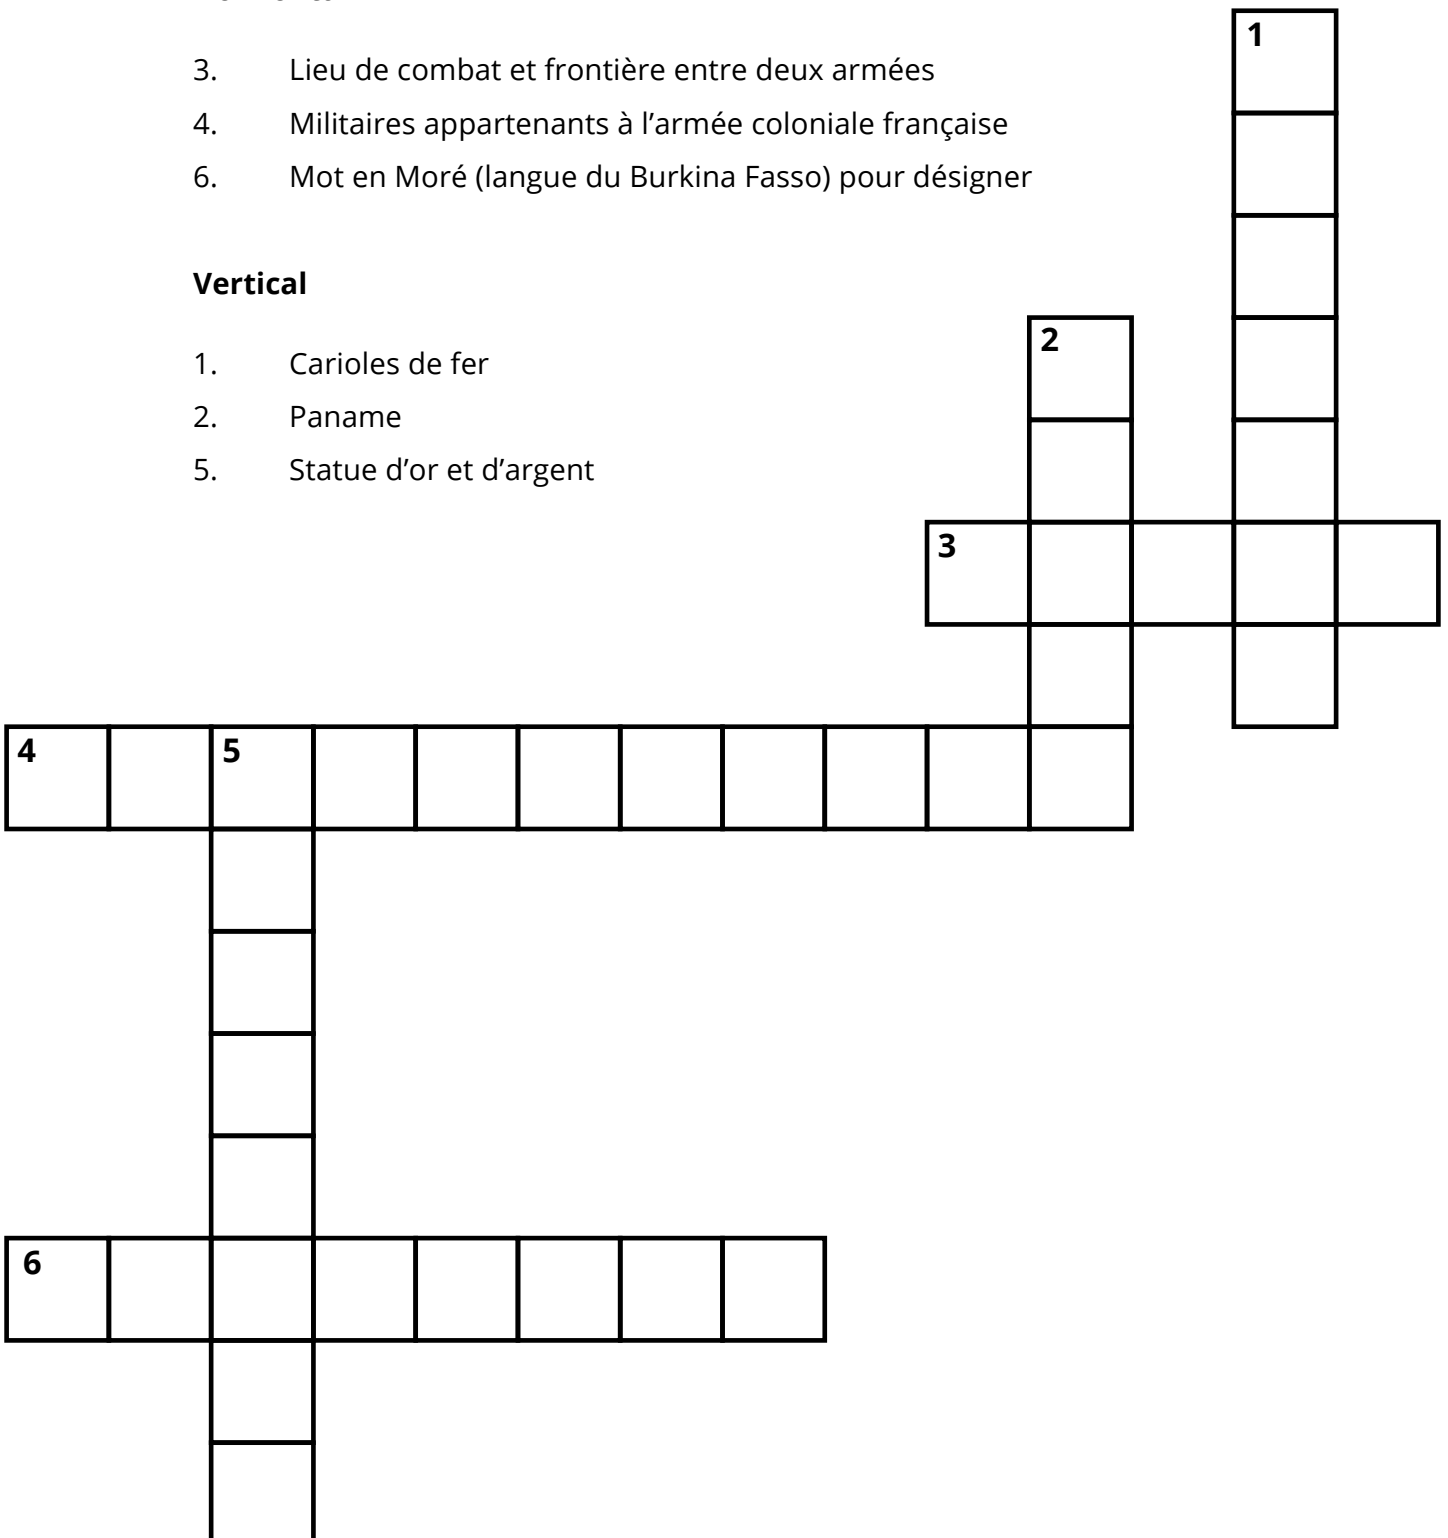 3. Lieu de combat et frontière entre deux armées
4. Militaires appartenants à l’armée coloniale française
6. Mot en Moré (langue du Burkina Fasso) pour désigner
Vertical
1. Carioles de fer
2. Paname
5. Statue d’or et d’argent
1
2
3
4 5
6